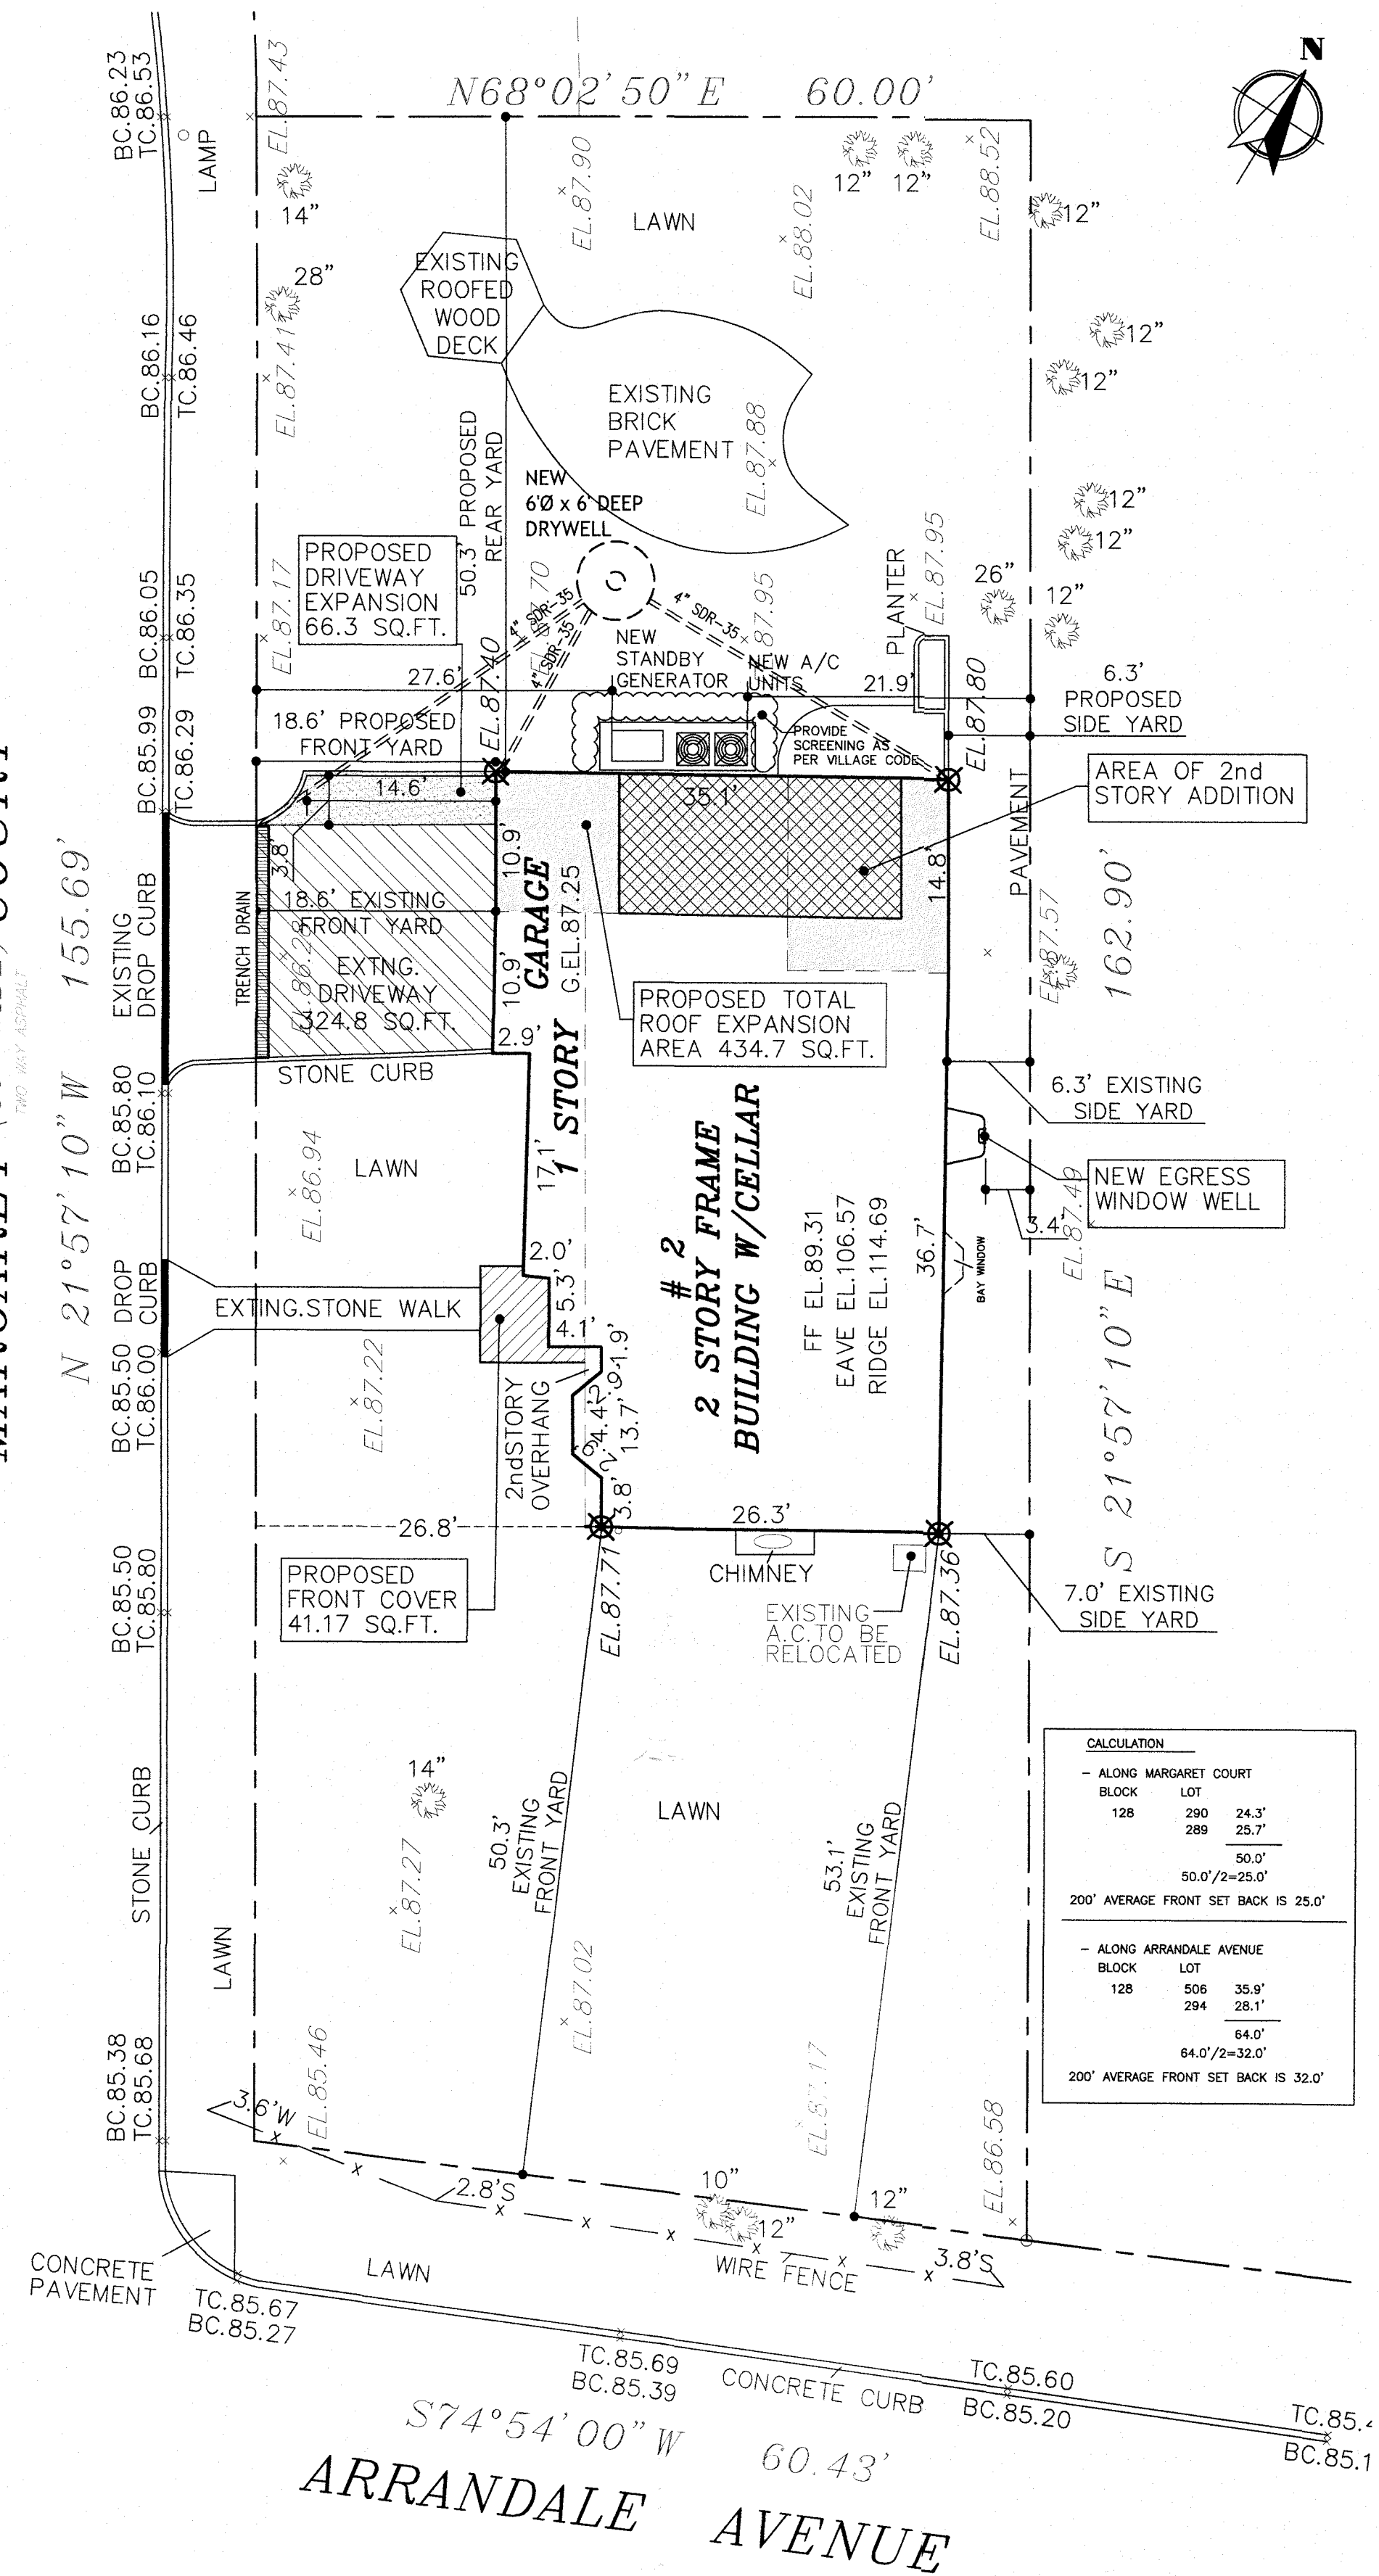 N
N68°02'50"E 60.00'
BC.86.23
TC.86.53
LAMP
EL.87.43
14"
28"
EL.87.41
EL.87.90
LAWN
EL.88.02
12"
12"
EL.88.52
12"
12"
12"
12"
12"
12"
26"
BC.86.16
TC.86.46
EXISTING
ROOFED
WOOD
DECK
EXISTING
BRICK
PAVEMENT
EL.87.88
50.3' PROPOSED
REAR YARD
NEW
6'Ø x 6' DEEP
DRYWELL
PROPOSED
DRIVEWAY
EXPANSION
66.3 SQ.FT.
BC.86.05
TC.86.35
EL.87.17
4" SDR-35
4" SDR-35
4" SDR-35
87.95
PLANTER
EL.87.95
NEW
STANDBY
GENERATOR
NEW A/C
UNITS
27.6'
21.9'
EL.87.40
EL.87.80
6.3'
PROPOSED
SIDE YARD
18.6' PROPOSED
FRONT YARD
PROVIDE
SCREENING AS
PER VILLAGE CODE
BC.85.99
TC.86.29
14.6'
35.1'
AREA OF 2nd
STORY ADDITION
3.8'
10.9'
14.8'
PAVEMENT
EL.87.57
162.90'
N 21°57'10"W 155.69'
TWO WAY ASPHALT
EXISTING
DROP CURB
TRENCH DRAIN
18.6' EXISTING
FRONT YARD
EXTNG.
DRIVEWAY
324.8 SQ.FT.
10.9'
GARAGE
G.EL.87.25
1 STORY
PROPOSED TOTAL
ROOF EXPANSION
AREA 434.7 SQ.FT.
2.9'
STONE CURB
BC.85.80
TC.86.10
EL.86.94
LAWN
17.1'
6.3' EXISTING
SIDE YARD
NEW EGRESS
WINDOW WELL
3.4'
EL.87.49
# 2
2 STORY FRAME
BUILDING W/CELLAR
FF EL.89.31
EAVE EL.106.57
RIDGE EL.114.69
36.7'
BAY WINDOW
2.0'
5.3'
4.1'
1.9'
2.9'
4.4'
13.7'
3.8'
DROP
CURB
EXTING.STONE WALK
BC.85.50
TC.86.00
EL.87.22
2ndSTORY
OVERHANG
S 21°57'10"E
26.8'
26.3'
CHIMNEY
PROPOSED
FRONT COVER
41.17 SQ.FT.
BC.85.50
TC.85.80
EL.87.71
EXISTING
A.C.TO BE
RELOCATED
EL.87.36
7.0' EXISTING
SIDE YARD
STONE CURB
14"
EL.87.27
50.3'
EXISTING
FRONT YARD
LAWN
53.1'
EXISTING
FRONT YARD
CALCULATION
- ALONG MARGARET COURT
BLOCK LOT
128 290 24.3'
289 25.7'
50.0'
50.0'/2=25.0'
200' AVERAGE FRONT SET BACK IS 25.0'
- ALONG ARRANDALE AVENUE
BLOCK LOT
128 506 35.9'
294 28.1'
64.0'
64.0'/2=32.0'
200' AVERAGE FRONT SET BACK IS 32.0'
LAWN
EL.87.02
EL.87.17
EL.86.58
BC.85.38
TC.85.68
EL.85.46
3.6'W
2.8'S
10"
12"
12"
3.8'S
WIRE FENCE
LAWN
CONCRETE
PAVEMENT
TC.85.67
BC.85.27
TC.85.69
BC.85.39
CONCRETE CURB
TC.85.60
BC.85.20
TC.85.4
BC.85.1
S74°54'00"W 60.43'
ARRANDALE AVENUE